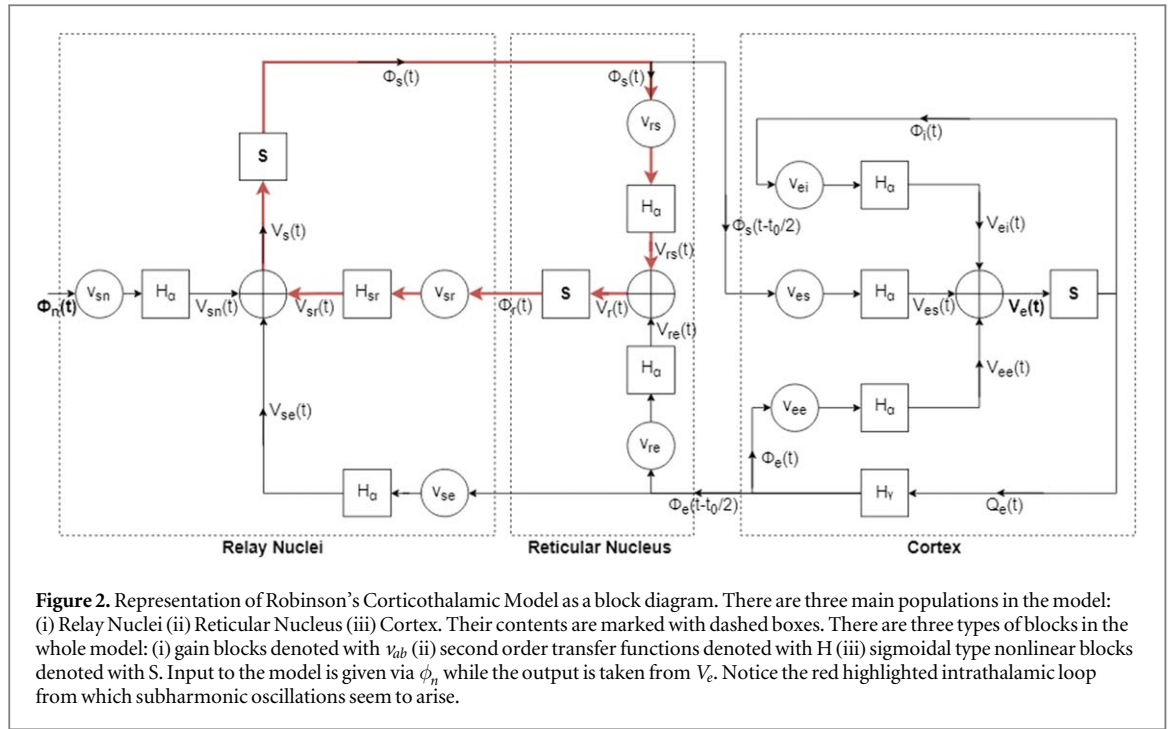 Φs(t)
Φs(t)
S
Vrs
Φi(t)
Vei
Hα
Hα
Vs(t)
Φs(t-t0/2)
Vei(t)
Vrs(t)
Φn(t)
Vsn
Hα
Vsn(t)
Vsr(t)
Hsr
Vsr
Φr(t)
S
Vr(t)
Ves
Hα
Ves(t)
Ve(t)
S
Vre(t)
Hα
Vee(t)
Vse(t)
Vee
Hα
Vre
Φe(t)
Hα
Vse
Φe(t-t0/2)
Hγ
Qe(t)
Relay Nuclei
Reticular Nucleus
Cortex
Figure 2. Representation of Robinson's Corticothalamic Model as a block diagram. There are three main populations in the model:
(i) Relay Nuclei (ii) Reticular Nucleus (iii) Cortex. Their contents are marked with dashed boxes. There are three types of blocks in the
whole model: (i) gain blocks denoted with νab (ii) second order transfer functions denoted with H (iii) sigmoidal type nonlinear blocks
denoted with S. Input to the model is given via ϕn while the output is taken from Ve. Notice the red highlighted intrathalamic loop
from which subharmonic oscillations seem to arise.